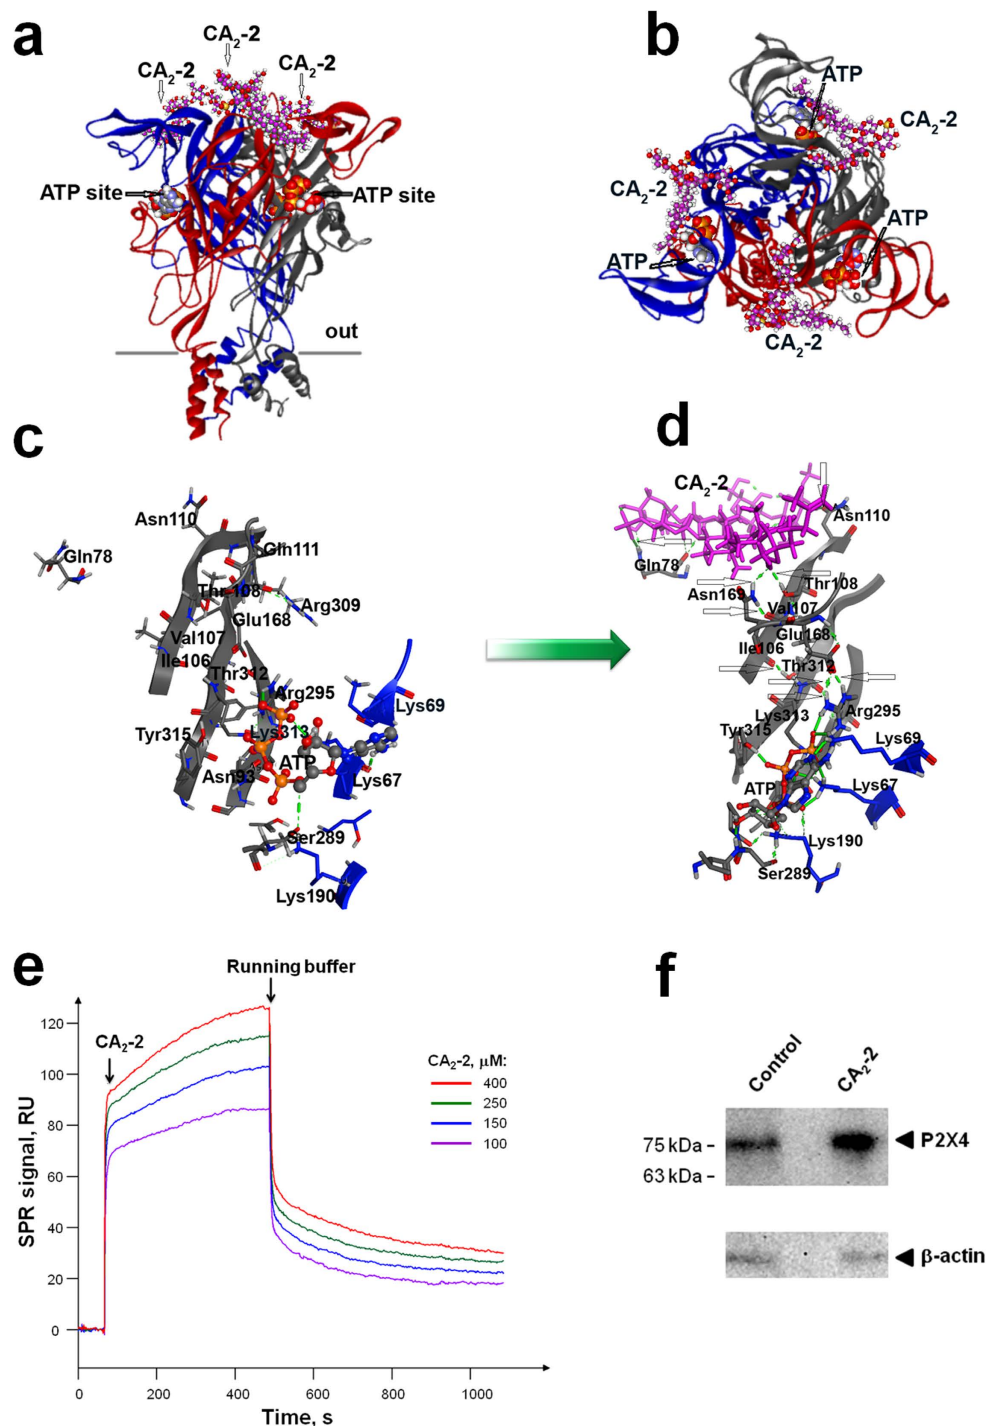 a
CA₂-2
CA₂-2
CA₂-2
ATP site
ATP site
out
b
ATP
CA₂-2
CA₂-2
ATP
ATP
CA₂-2
c
Asn110
Gln78
Gln111
Thr 108
Arg309
Glu168
Val107
Ile106
Thr312
Arg295
Lys69
Tyr315
Lys313
ATP
Asn93
Lys67
Ser289
Lys190
d
CA₂-2
Asn110
Gln78
Thr108
Asn169
Val107
Glu168
Ile106
Thr312
Lys313
Arg295
Tyr315
Lys69
ATP
Lys67
Lys190
Ser289
e
Running buffer
CA₂-2
CA₂-2, μM:
400
250
150
100
SPR signal, RU
120
100
80
60
40
20
0
0 200 400 600 800 1000
Time, s
f
Control
CA₂-2
75 kDa -
P2X4
63 kDa -
β-actin